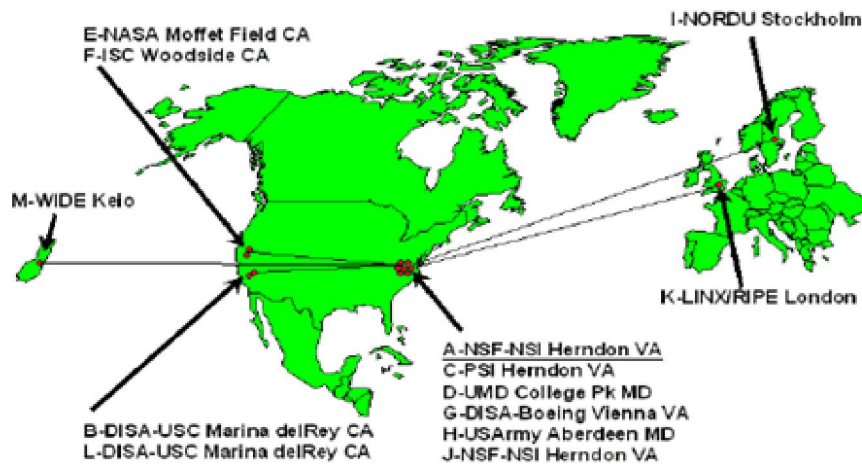 E-NASA Moffet Field CA
F-ISC Woodside CA
I-NORDU Stockholm
M-WIDE Keio
K-LINX/RIPE London
A-NSF-NSI Herndon VA
C-PSI Herndon VA
D-UMD College Pk MD
G-DISA-Boeing Vienna VA
H-USArmy Aberdeen MD
J-NSF-NSI Herndon VA
B-DISA-USC Marina delRey CA
L-DISA-USC Marina delRey CA